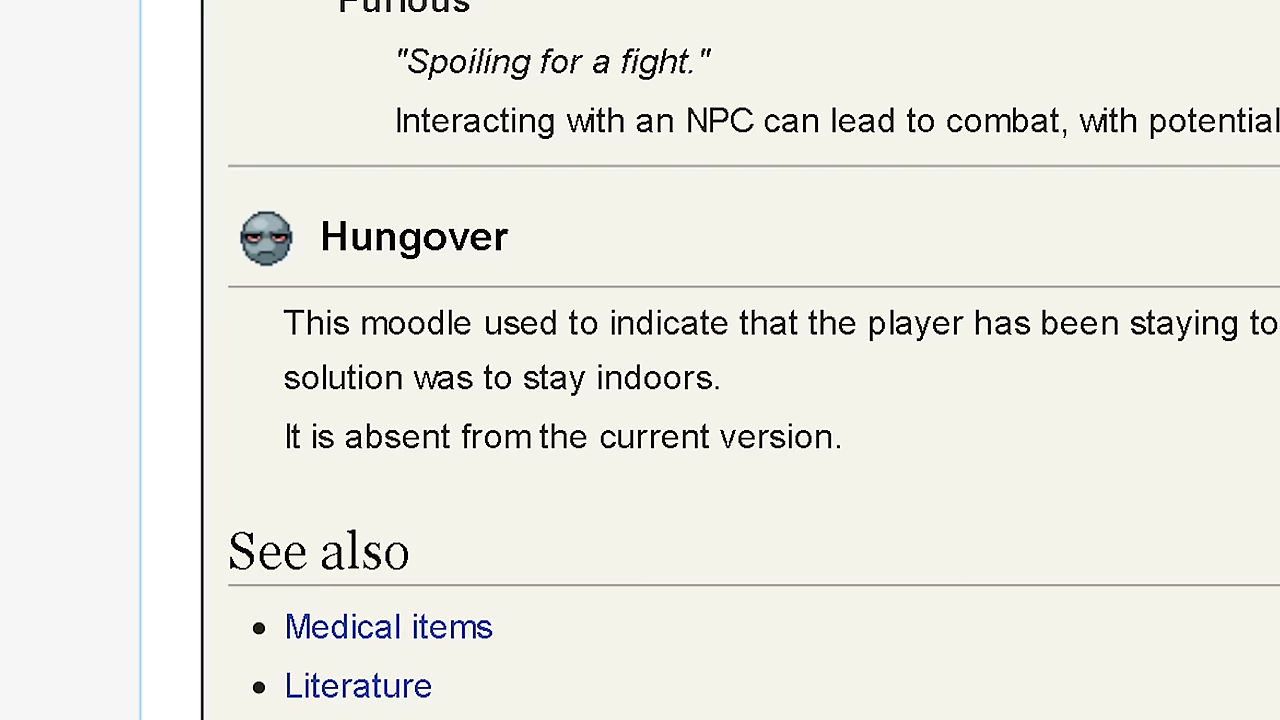 Furious
"Spoiling for a fight."
Interacting with an NPC can lead to combat, with potential
Hungover
This moodle used to indicate that the player has been staying to
solution was to stay indoors.
It is absent from the current version.
See also
Medical items
Literature